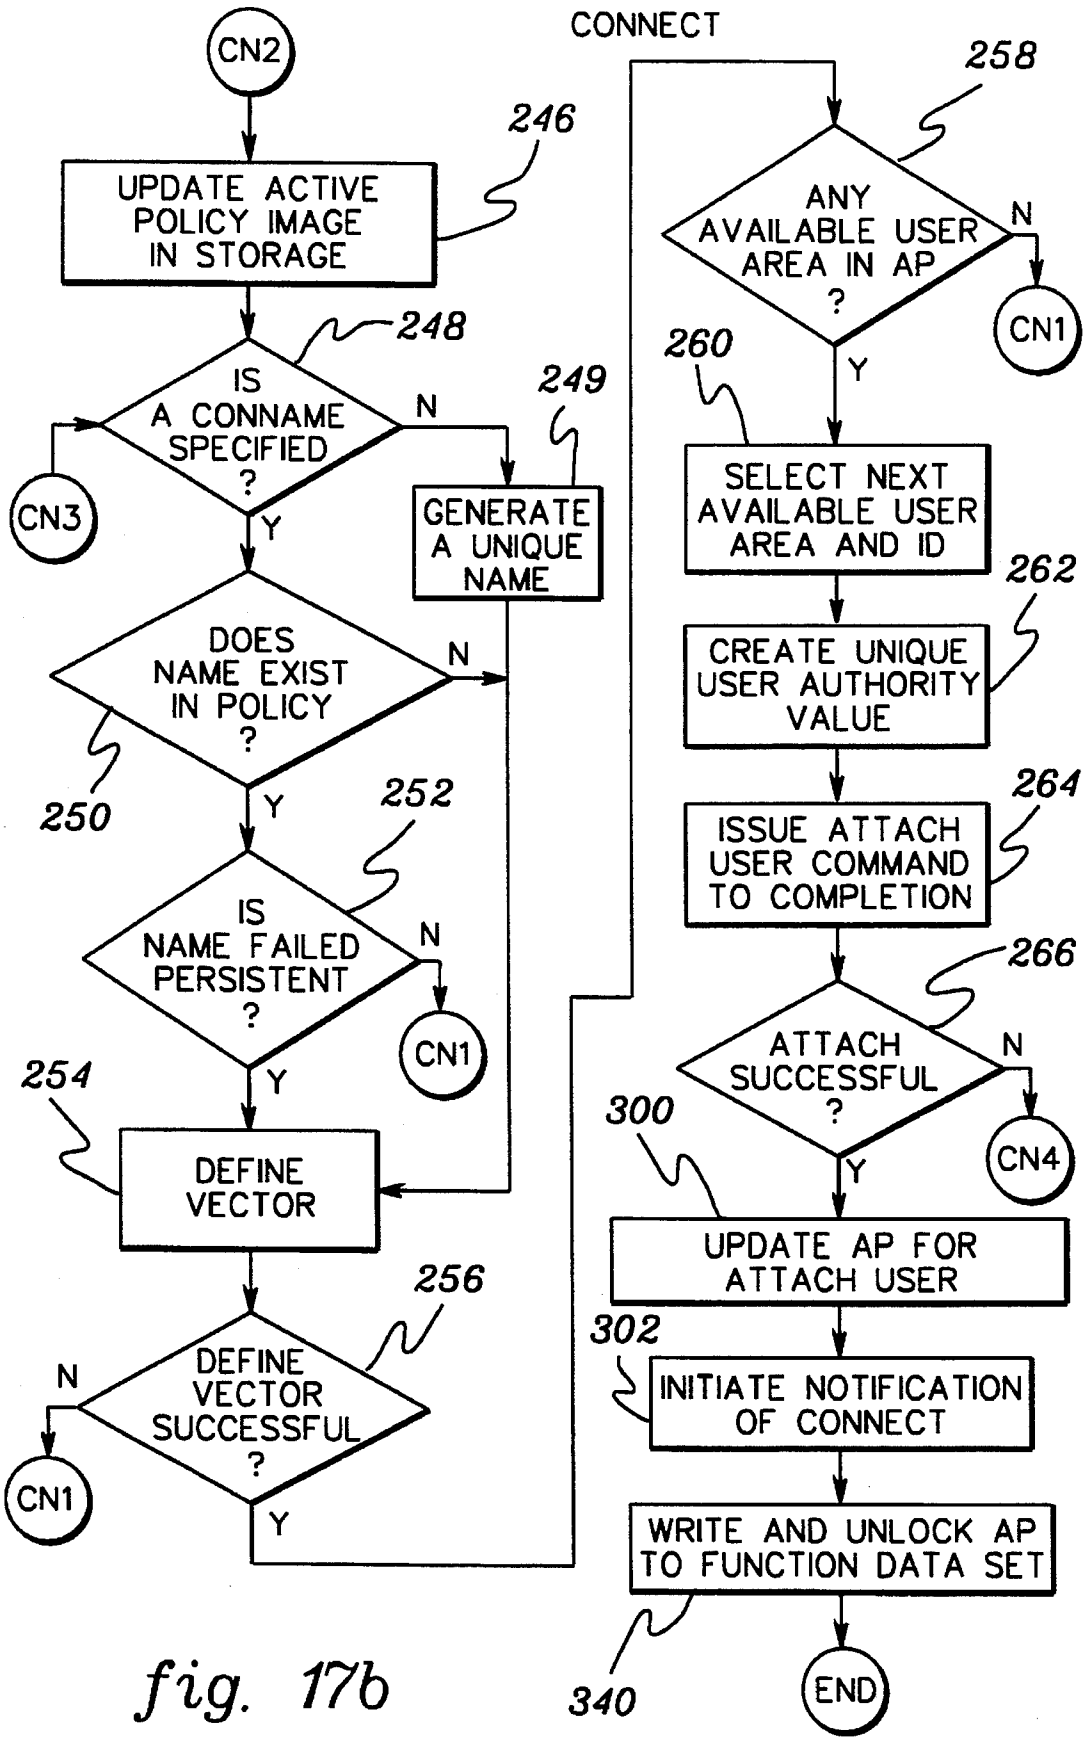 CONNECT
CN2
246
UPDATE ACTIVE
POLICY IMAGE
IN STORAGE
248
IS
A CONNAME
SPECIFIED
?
N
Y
CN3
249
GENERATE
A UNIQUE
NAME
DOES
NAME EXIST
IN POLICY
?
N
Y
250
252
IS
NAME FAILED
PERSISTENT
?
N
Y
CN1
254
DEFINE
VECTOR
256
DEFINE
VECTOR
SUCCESSFUL
?
N
Y
CN1
258
ANY
AVAILABLE USER
AREA IN AP
?
N
Y
CN1
260
SELECT NEXT
AVAILABLE USER
AREA AND ID
262
CREATE UNIQUE
USER AUTHORITY
VALUE
264
ISSUE ATTACH
USER COMMAND
TO COMPLETION
266
ATTACH
SUCCESSFUL
?
N
Y
CN4
300
UPDATE AP FOR
ATTACH USER
302
INITIATE NOTIFICATION
OF CONNECT
WRITE AND UNLOCK AP
TO FUNCTION DATA SET
340
END
fig. 17b